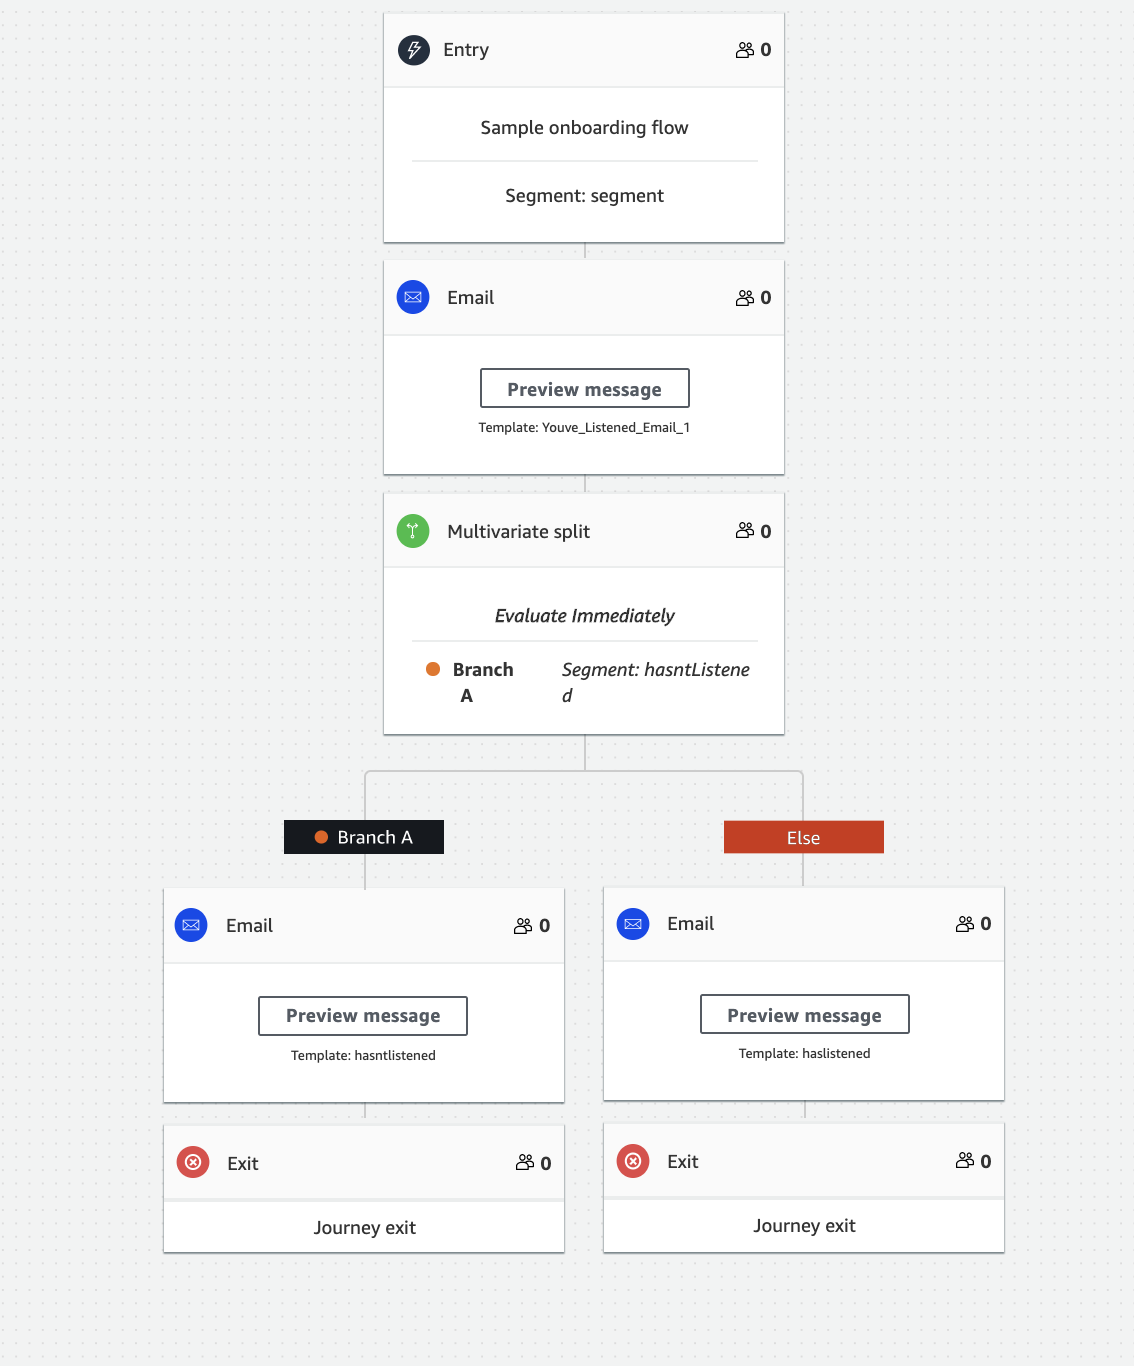 Entry 0
Sample onboarding flow
Segment: segment
Email 0
Preview message
Template: Youve_Listened_Email_1
Multivariate split 0
Evaluate Immediately
Branch A
Segment: hasntListene
d
Branch A
Else
Email 0
Preview message
Template: hasntlistened
Exit 0
Journey exit
Email 0
Preview message
Template: haslistened
Exit 0
Journey exit